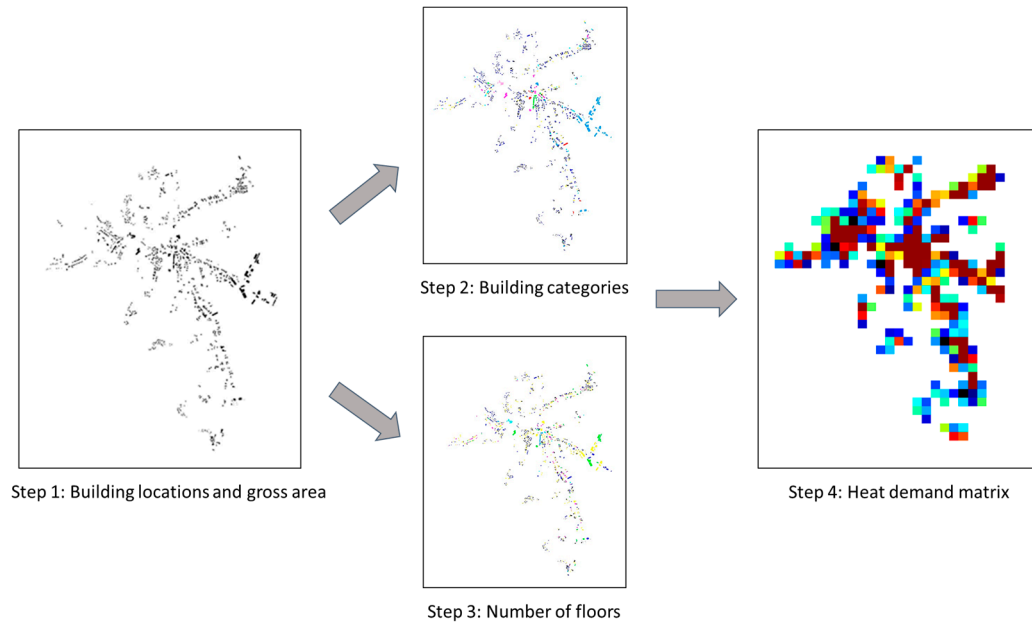 Step 1: Building locations and gross area
Step 2: Building categories
Step 3: Number of floors
Step 4: Heat demand matrix